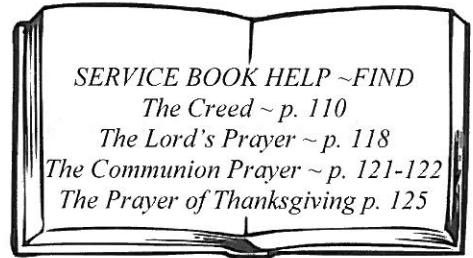 SERVICE BOOK HELP ~FIND
The Creed ~ p. 110
The Lord's Prayer ~ p. 118
The Communion Prayer ~ p. 121-122
The Prayer of Thanksgiving p. 125